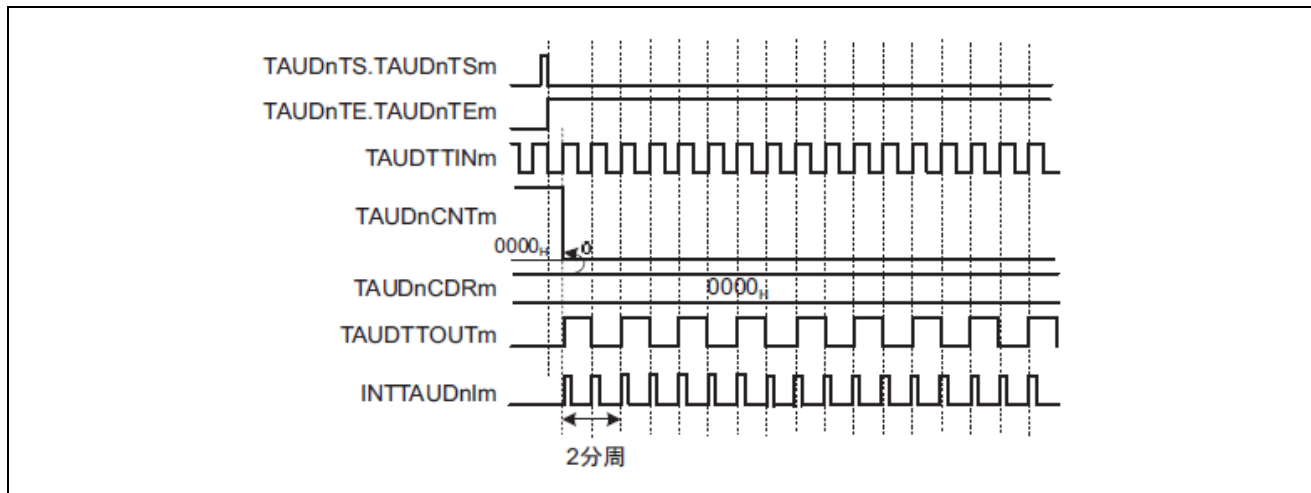 TAUDnTS.TAUDnTSm
TAUDnTE.TAUDnTEm
TAUDTTINm
TAUDnCNTm
0000H
0
TAUDnCDRm
0000H
TAUDTTOUTm
INTTAUDnIm
2分周